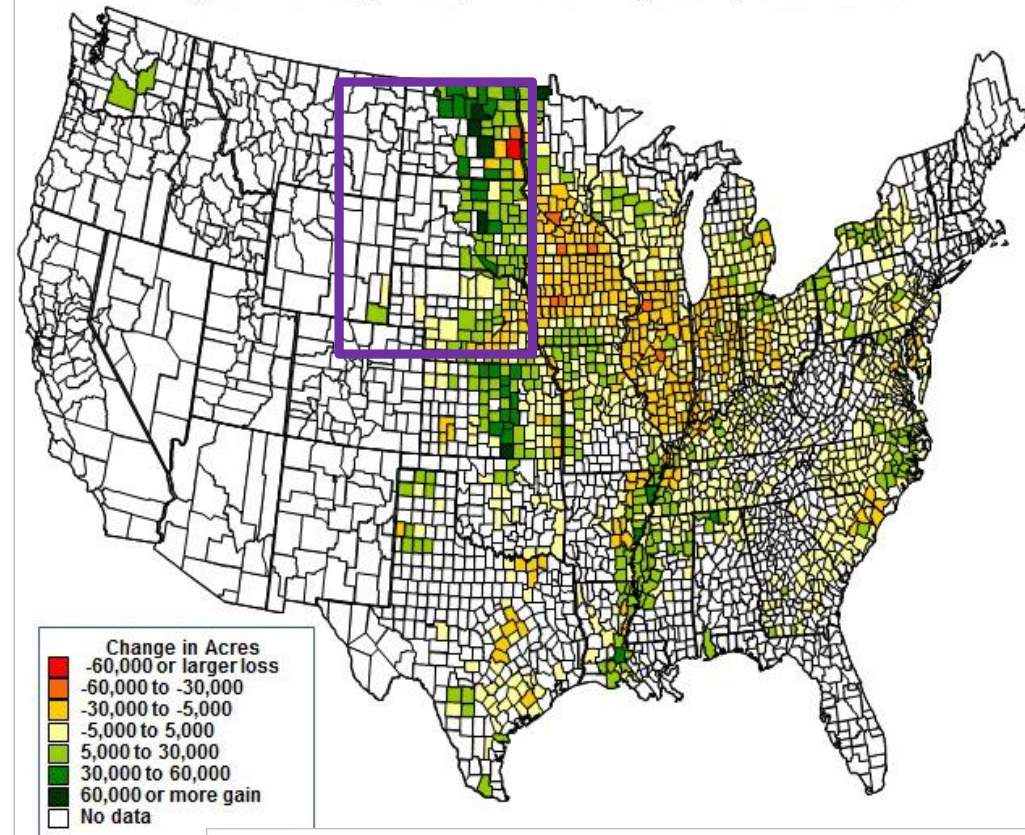 Change in Acres
-60,000 or larger loss
-60,000 to -30,000
-30,000 to -5,000
-5,000 to 5,000
5,000 to 30,000
30,000 to 60,000
60,000 or more gain
No data